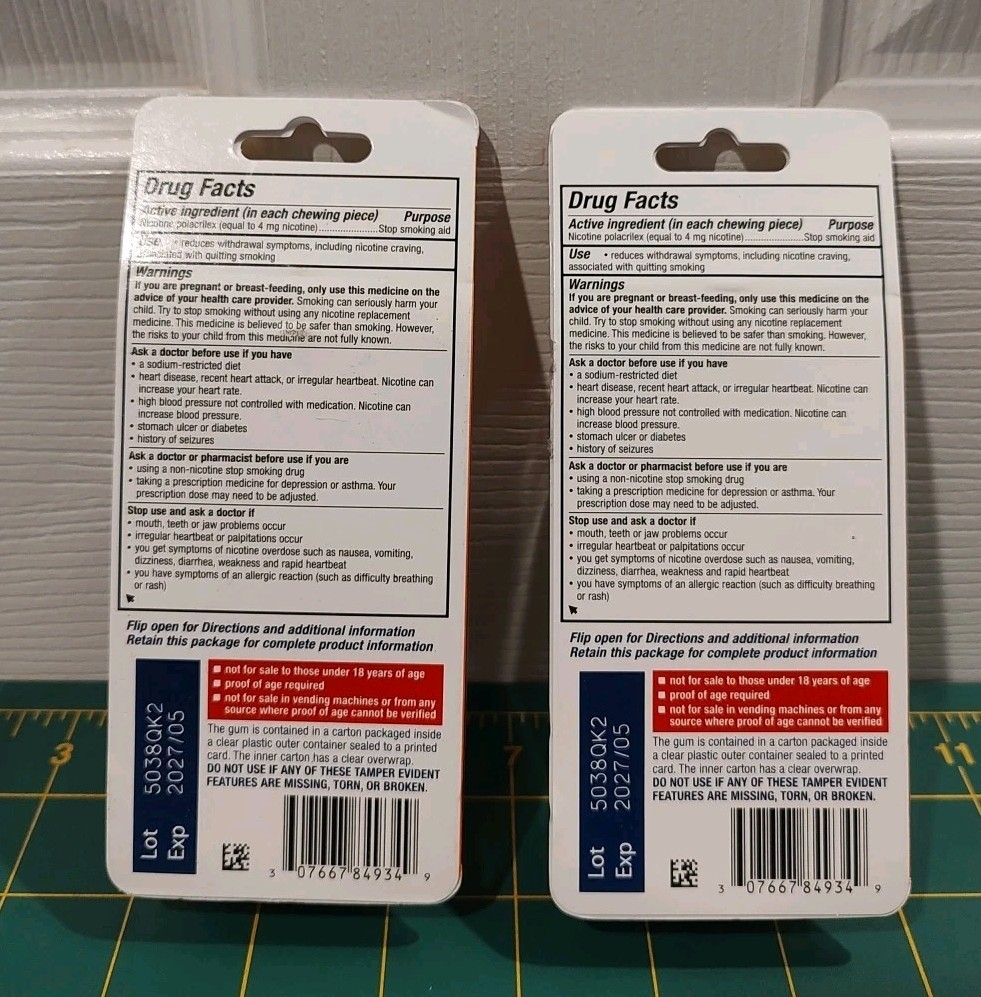 Drug Facts
Active ingredient (in each chewing piece) Purpose
Nicotine polacrilex (equal to 4 mg nicotine)....................Stop smoking aid
Use • reduces withdrawal symptoms, including nicotine craving,
associated with quitting smoking
Warnings
If you are pregnant or breast-feeding, only use this medicine on the
advice of your health care provider. Smoking can seriously harm your
child. Try to stop smoking without using any nicotine replacement
medicine. This medicine is believed to be safer than smoking. However,
the risks to your child from this medicine are not fully known.
Ask a doctor before use if you have
• a sodium-restricted diet
• heart disease, recent heart attack, or irregular heartbeat. Nicotine can
increase your heart rate.
• high blood pressure not controlled with medication. Nicotine can
increase blood pressure.
• stomach ulcer or diabetes
• history of seizures
Ask a doctor or pharmacist before use if you are
• using a non-nicotine stop smoking drug
• taking a prescription medicine for depression or asthma. Your
prescription dose may need to be adjusted.
Stop use and ask a doctor if
• mouth, teeth or jaw problems occur
• irregular heartbeat or palpitations occur
• you get symptoms of nicotine overdose such as nausea, vomiting,
dizziness, diarrhea, weakness and rapid heartbeat
• you have symptoms of an allergic reaction (such as difficulty breathing
or rash)
Flip open for Directions and additional information
Retain this package for complete product information
not for sale to those under 18 years of age
proof of age required
not for sale in vending machines or from any
source where proof of age cannot be verified
The gum is contained in a carton packaged inside
a clear plastic outer container sealed to a printed
card. The inner carton has a clear overwrap.
DO NOT USE IF ANY OF THESE TAMPER EVIDENT
FEATURES ARE MISSING, TORN, OR BROKEN.
Lot 5038QK2
Exp 2027/05
3 07667 84934 9
Drug Facts
Active ingredient (in each chewing piece) Purpose
Nicotine polacrilex (equal to 4 mg nicotine)....................Stop smoking aid
Use • reduces withdrawal symptoms, including nicotine craving,
associated with quitting smoking
Warnings
If you are pregnant or breast-feeding, only use this medicine on the
advice of your health care provider. Smoking can seriously harm your
child. Try to stop smoking without using any nicotine replacement
medicine. This medicine is believed to be safer than smoking. However,
the risks to your child from this medicine are not fully known.
Ask a doctor before use if you have
• a sodium-restricted diet
• heart disease, recent heart attack, or irregular heartbeat. Nicotine can
increase your heart rate.
• high blood pressure not controlled with medication. Nicotine can
increase blood pressure.
• stomach ulcer or diabetes
• history of seizures
Ask a doctor or pharmacist before use if you are
• using a non-nicotine stop smoking drug
• taking a prescription medicine for depression or asthma. Your
prescription dose may need to be adjusted.
Stop use and ask a doctor if
• mouth, teeth or jaw problems occur
• irregular heartbeat or palpitations occur
• you get symptoms of nicotine overdose such as nausea, vomiting,
dizziness, diarrhea, weakness and rapid heartbeat
• you have symptoms of an allergic reaction (such as difficulty breathing
or rash)
Flip open for Directions and additional information
Retain this package for complete product information
not for sale to those under 18 years of age
proof of age required
not for sale in vending machines or from any
source where proof of age cannot be verified
The gum is contained in a carton packaged inside
a clear plastic outer container sealed to a printed
card. The inner carton has a clear overwrap.
DO NOT USE IF ANY OF THESE TAMPER EVIDENT
FEATURES ARE MISSING, TORN, OR BROKEN.
Lot 5038QK2
Exp 2027/05
3 07667 84934 9
3
7
11